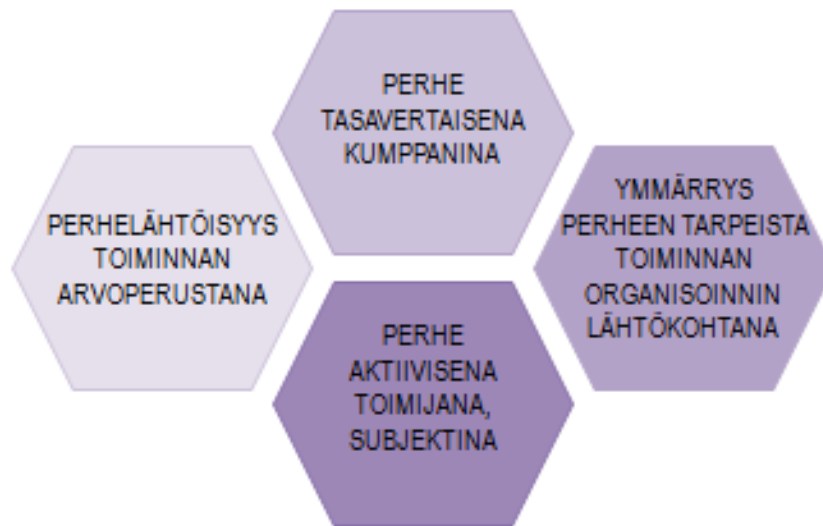 PERHE
TASAVERTAISENA
KUMPPANINA
PERHELÄHTÖISYYS
TOIMINNAN
ARVOPERUSTANA
YMMÄRRYS
PERHEEN TARPEISTA
TOIMINNAN
ORGANISOINNIN
LÄHTÖKOHTANA
PERHE
AKTIIVISENA
TOIMIJANA,
SUBJEKTINA